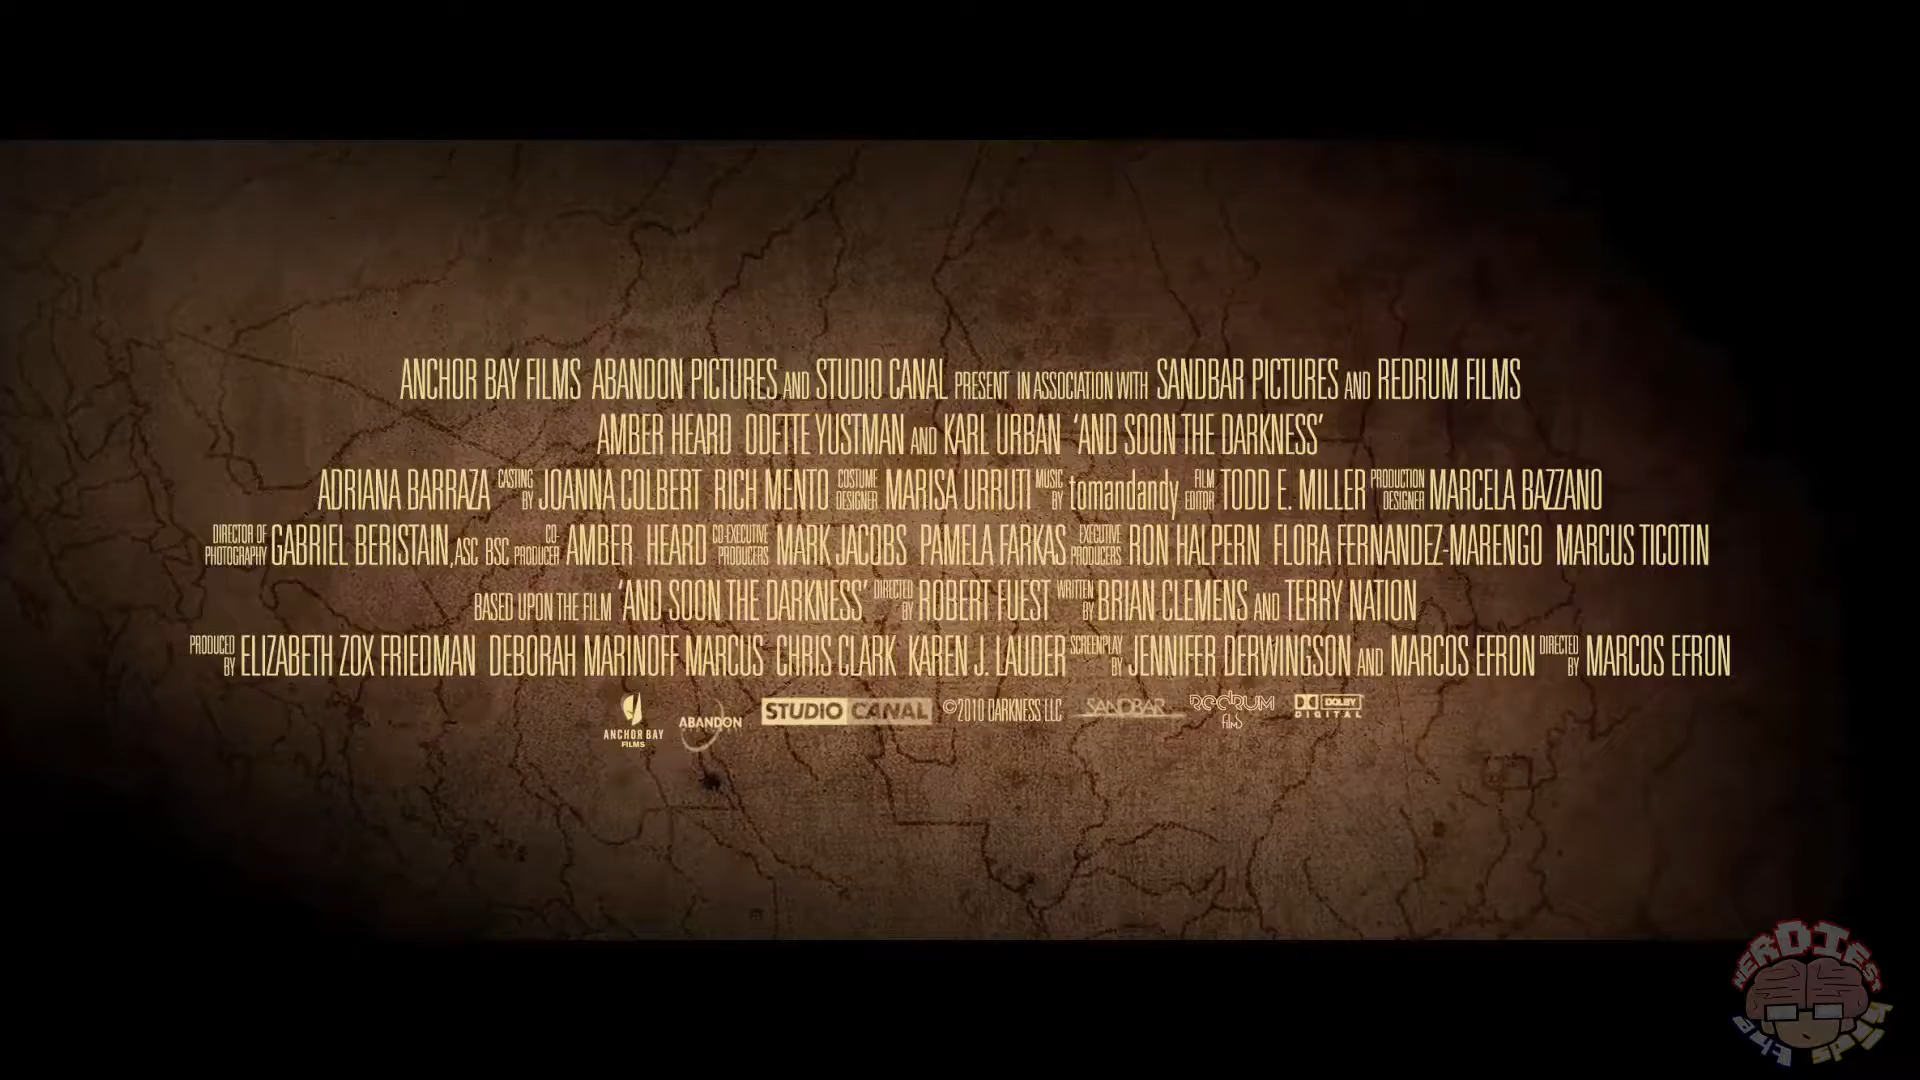 ANCHOR BAY FILMS ABANDON PICTURES AND STUDIO CANAL PRESENT IN ASSOCIATION WITH SANDBAR PICTURES AND REDRUM FILMS
AMBER HEARD ODETTE YUSTMAN AND KARL URBAN 'AND SOON THE DARKNESS'
ADRIANA BARRAZA CASTING BY JOANNA COLBERT RICH MENTO COSTUME DESIGNER MARISA URRUTI MUSIC BY tomandandy FILM EDITOR TODD E. MILLER PRODUCTION DESIGNER MARCELA BAZZANO
DIRECTOR OF PHOTOGRAPHY GABRIEL BERISTAIN, ASC BSC CO-PRODUCER AMBER HEARD CO-EXECUTIVE PRODUCERS MARK JACOBS PAMELA FARKAS EXECUTIVE PRODUCERS RON HALPERN FLORA FERNANDEZ-MARENGO MARCUS TICOTIN
BASED UPON THE FILM 'AND SOON THE DARKNESS' DIRECTED BY ROBERT FUEST WRITTEN BY BRIAN CLEMENS AND TERRY NATION
PRODUCED BY ELIZABETH ZOX FRIEDMAN DEBORAH MARINOFF MARCUS CHRIS CLARK KAREN J. LAUDER SCREENPLAY BY JENNIFER DERWINGSON AND MARCOS EFRON DIRECTED BY MARCOS EFRON
ANCHOR BAY FILMS ABANDON STUDIO CANAL ©2010 DARKNESS LLC SANDBAR REDRUM films DOLBY DIGITAL
NERDIEST